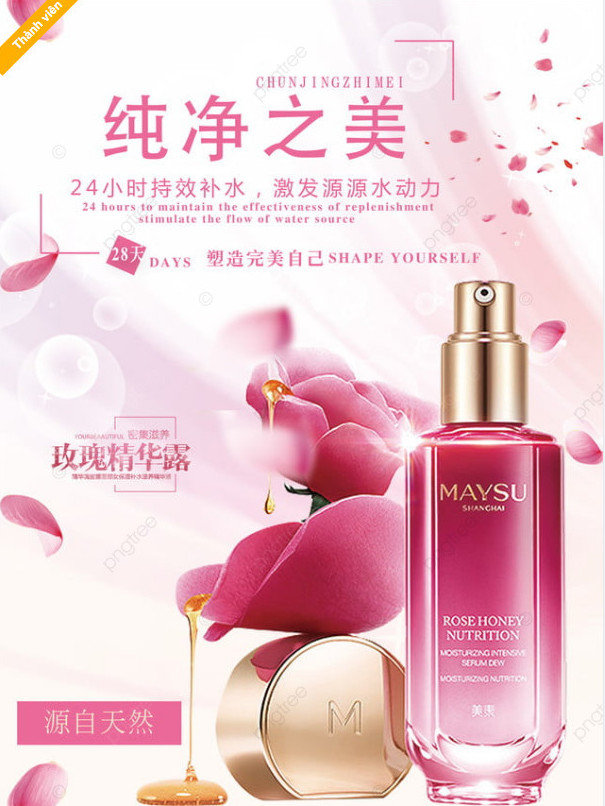 Thành viên
CHUNJINGZHIMEI
纯净之美
24小时持效补水，激发源源水动力
24 hours to maintain the effectiveness of replenishment
stimulate the flow of water source
28天 DAYS 塑造完美自己 SHAPE YOURSELF
YOURBEAUTIFUL 密集滋养
玫瑰精华露
MAYSU
SHANGHAI
ROSE HONEY
NUTRITION
MOISTURIZING INTENSIVE
SERUM DEW
MOISTURIZING NUTRITION
美素
M
源自天然
pngtree